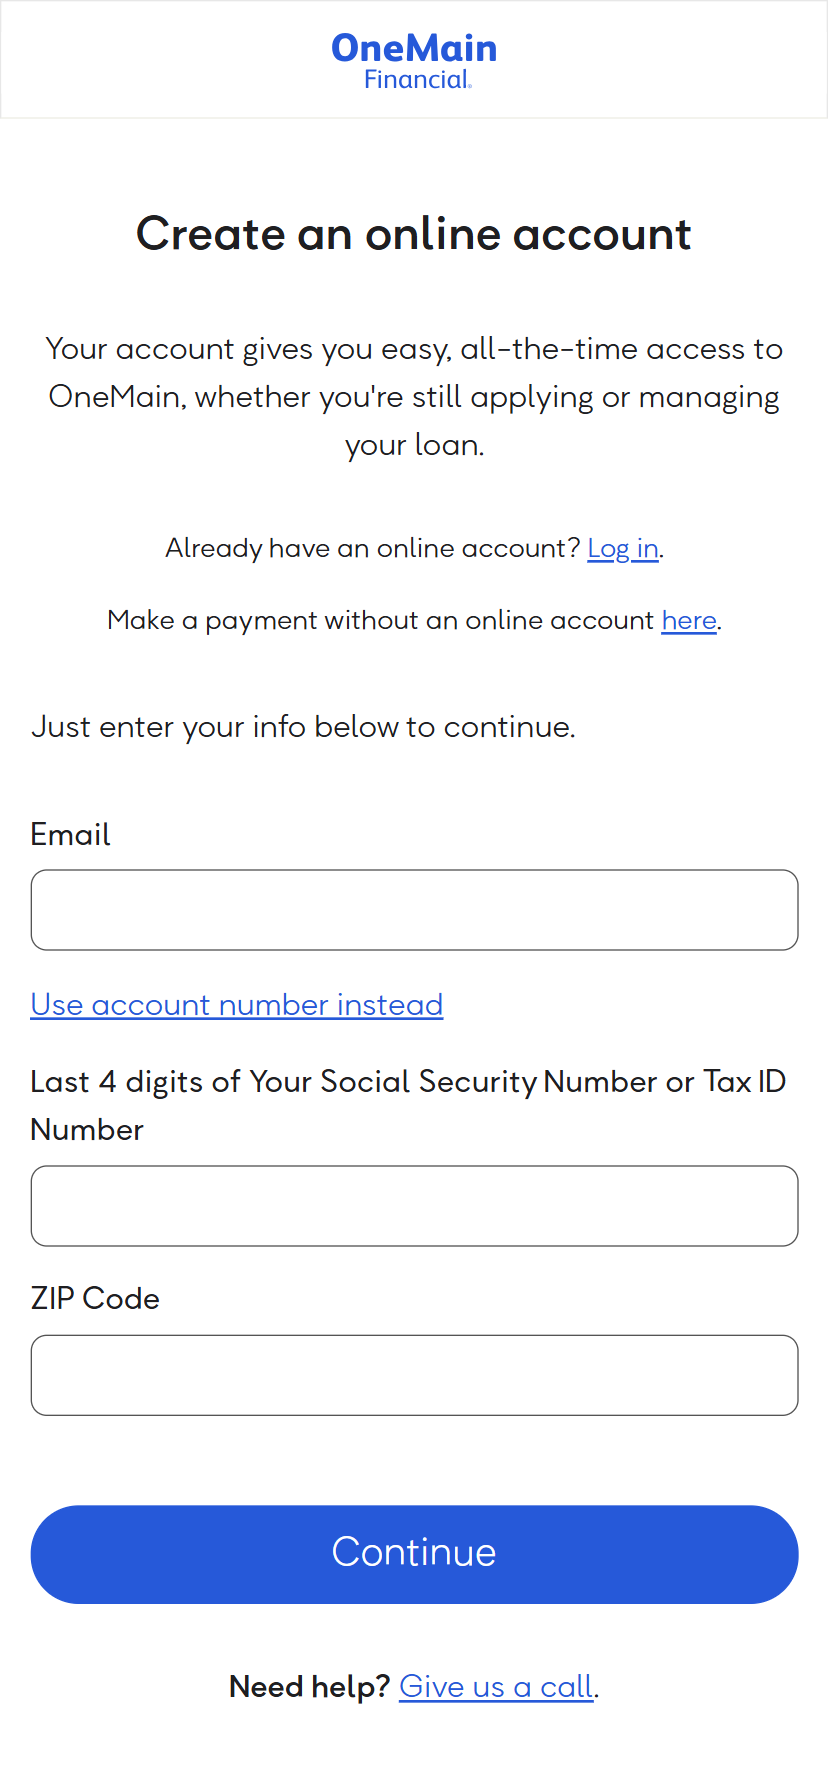 OneMain
Financial.
Create an online account
Your account gives you easy, all-the-time access to
OneMain, whether you're still applying or managing
your loan.
Already have an online account? Log in.
Make a payment without an online account here.
Just enter your info below to continue.
Email
Use account number instead
Last 4 digits of Your Social Security Number or Tax ID
Number
ZIP Code
Continue
Need help? Give us a call.